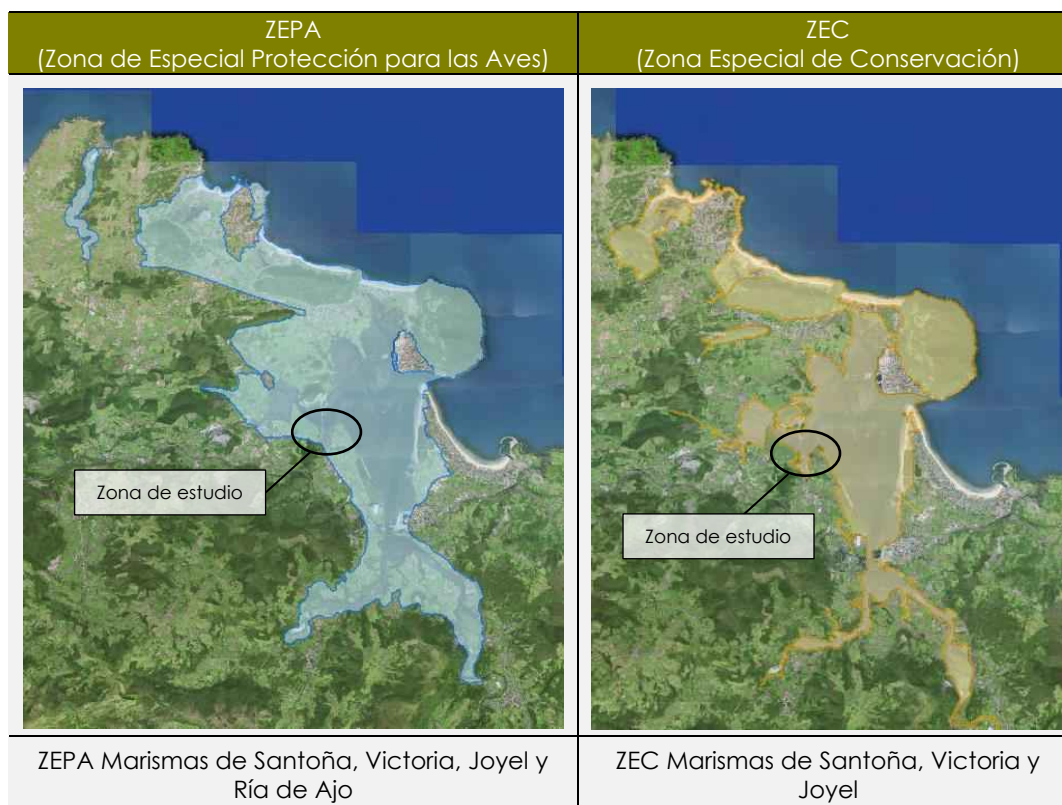 ZEPA
(Zona de Especial Protección para las Aves)
ZEC
(Zona Especial de Conservación)
Zona de estudio
Zona de estudio
ZEPA Marismas de Santoña, Victoria, Joyel y
Ría de Ajo
ZEC Marismas de Santoña, Victoria y
Joyel